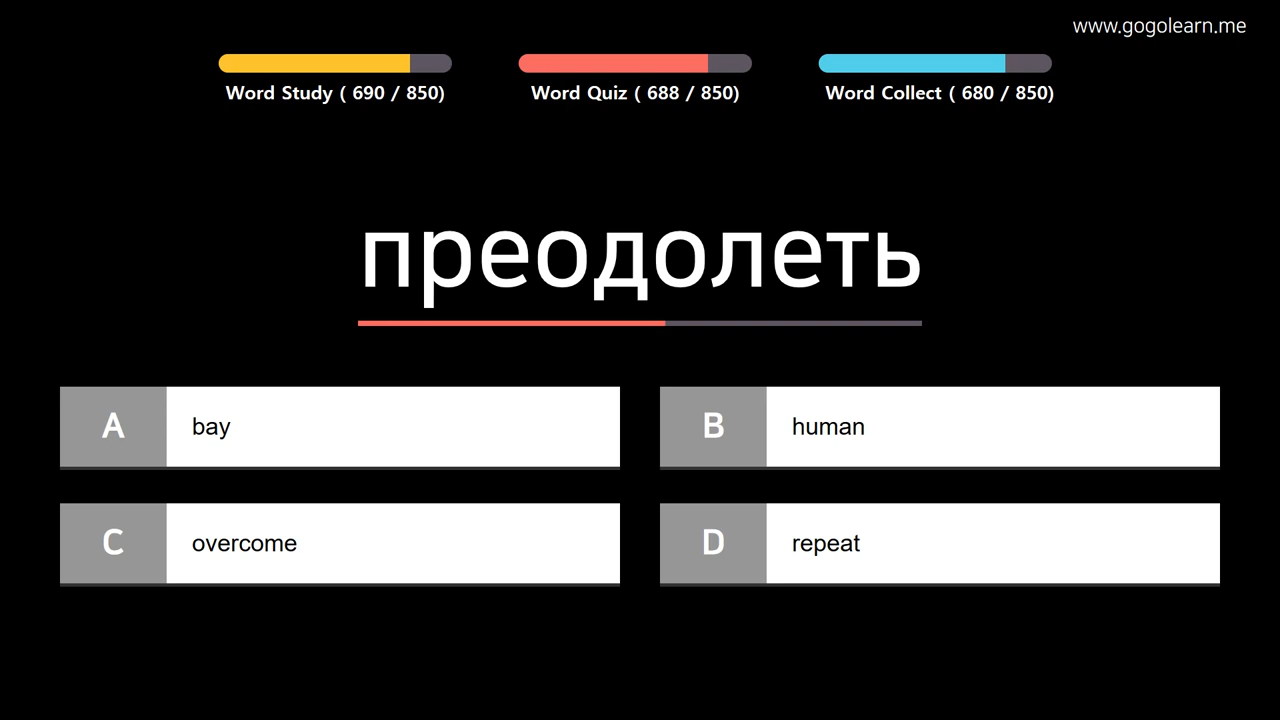 www.gogolearn.me
Word Study ( 690 / 850)
Word Quiz ( 688 / 850)
Word Collect ( 680 / 850)
преодолеть
A bay
B human
C overcome
D repeat